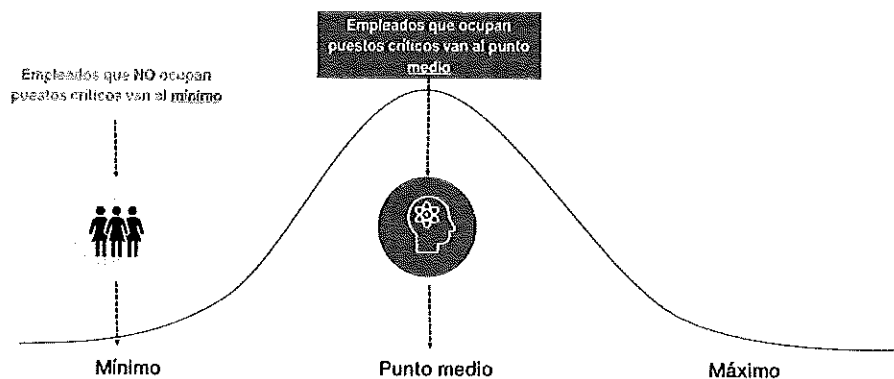 Empleados que ocupan
puestos críticos van al punto
medio
Empleados que NO ocupan
puestos críticos van al mínimo
Mínimo
Punto medio
Máximo